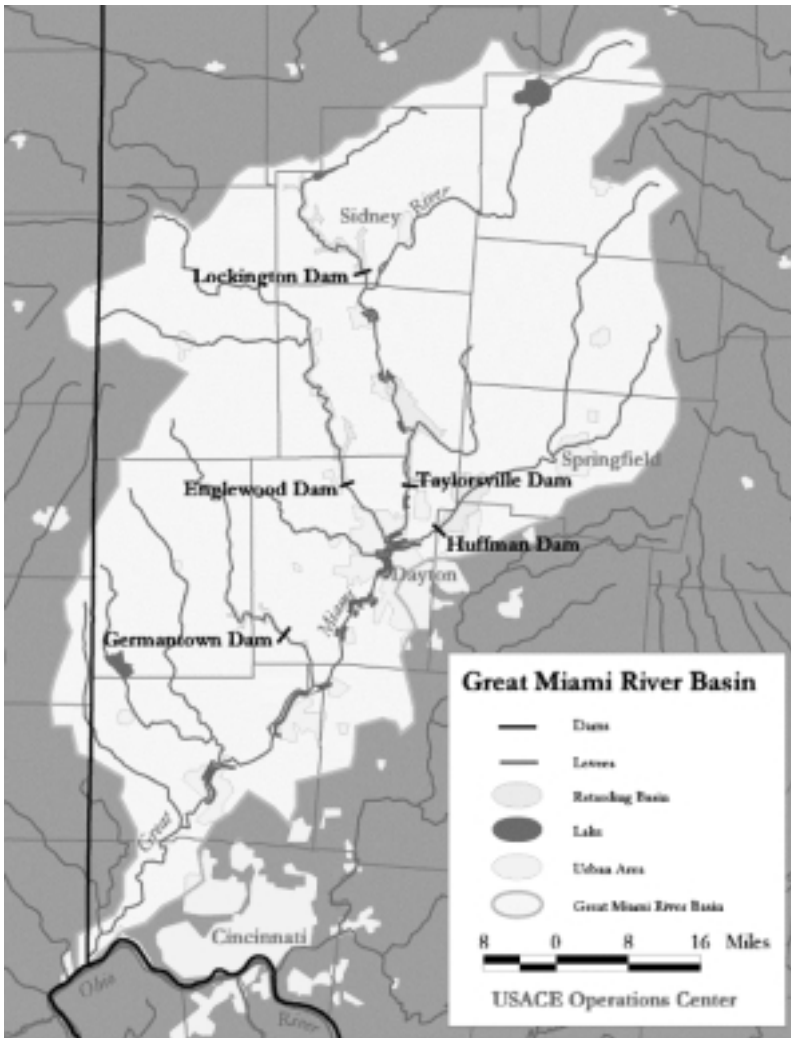 Sidney
River
Lockington Dam
Springfield
Englewood Dam
Taylorsville Dam
Huffman Dam
Dayton
Miami
Germantown Dam
Great
Cincinnati
Ohio
River
Great Miami River Basin
Dams
Levees
Retarding Basin
Lake
Urban Area
Great Miami River Basin
8 0 8 16 Miles
USACE Operations Center